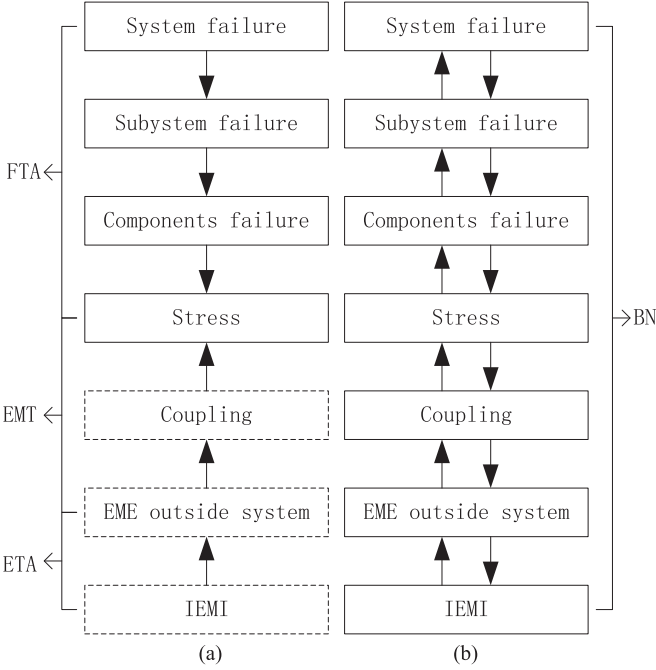 System failure
System failure
Subystem failure
Subsystem failure
FTA
Components failure
Components failure
Stress
Stress
BN
EMT
Coupling
Coupling
EME outside system
EME outside system
ETA
IEMI
IEMI
(a)
(b)